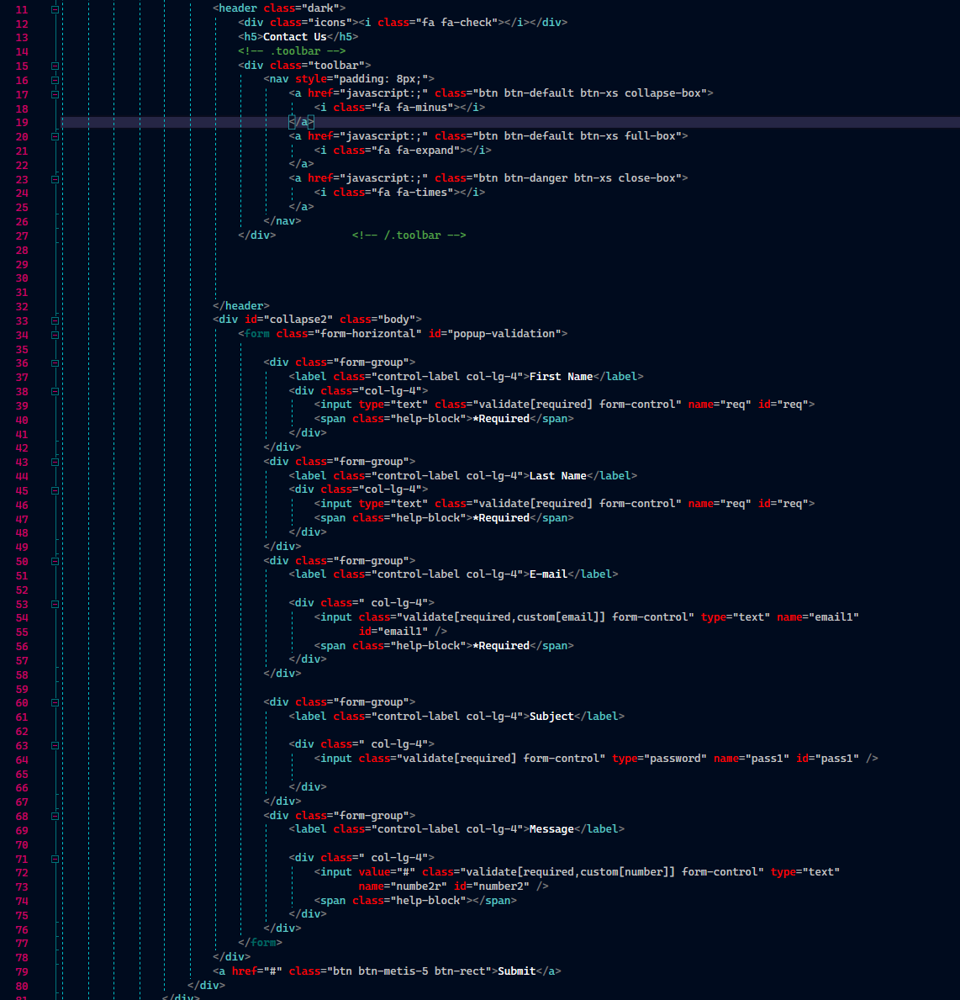 11 <header class="dark">
12 <div class="icons"><i class="fa fa-check"></i></div>
13 <h5>Contact Us</h5>
14 <!-- .toolbar -->
15 <div class="toolbar">
16 <nav style="padding: 8px;">
17 <a href="javascript:;" class="btn btn-default btn-xs collapse-box">
18 <i class="fa fa-minus"></i>
19 </a>
20 <a href="javascript:;" class="btn btn-default btn-xs full-box">
21 <i class="fa fa-expand"></i>
22 </a>
23 <a href="javascript:;" class="btn btn-danger btn-xs close-box">
24 <i class="fa fa-times"></i>
25 </a>
26 </nav>
27 </div> <!-- /.toolbar -->
28
29
30
31
32 </header>
33 <div id="collapse2" class="body">
34 <form class="form-horizontal" id="popup-validation">
35
36 <div class="form-group">
37 <label class="control-label col-lg-4">First Name</label>
38 <div class="col-lg-4">
39 <input type="text" class="validate[required] form-control" name="req" id="req">
40 <span class="help-block">*Required</span>
41 </div>
42 </div>
43 <div class="form-group">
44 <label class="control-label col-lg-4">Last Name</label>
45 <div class="col-lg-4">
46 <input type="text" class="validate[required] form-control" name="req" id="req">
47 <span class="help-block">*Required</span>
48 </div>
49 </div>
50 <div class="form-group">
51 <label class="control-label col-lg-4">E-mail</label>
52
53 <div class=" col-lg-4">
54 <input class="validate[required,custom[email]] form-control" type="text" name="email1"
55 id="email1" />
56 <span class="help-block">*Required</span>
57 </div>
58 </div>
59
60 <div class="form-group">
61 <label class="control-label col-lg-4">Subject</label>
62
63 <div class=" col-lg-4">
64 <input class="validate[required] form-control" type="password" name="pass1" id="pass1" />
65
66 </div>
67 </div>
68 <div class="form-group">
69 <label class="control-label col-lg-4">Message</label>
70
71 <div class=" col-lg-4">
72 <input value="#" class="validate[required,custom[number]] form-control" type="text"
73 name="numbe2r" id="number2" />
74 <span class="help-block"></span>
75 </div>
76 </div>
77 </form>
78 </div>
79 <a href="#" class="btn btn-metis-5 btn-rect">Submit</a>
80 </div>
81 </div>